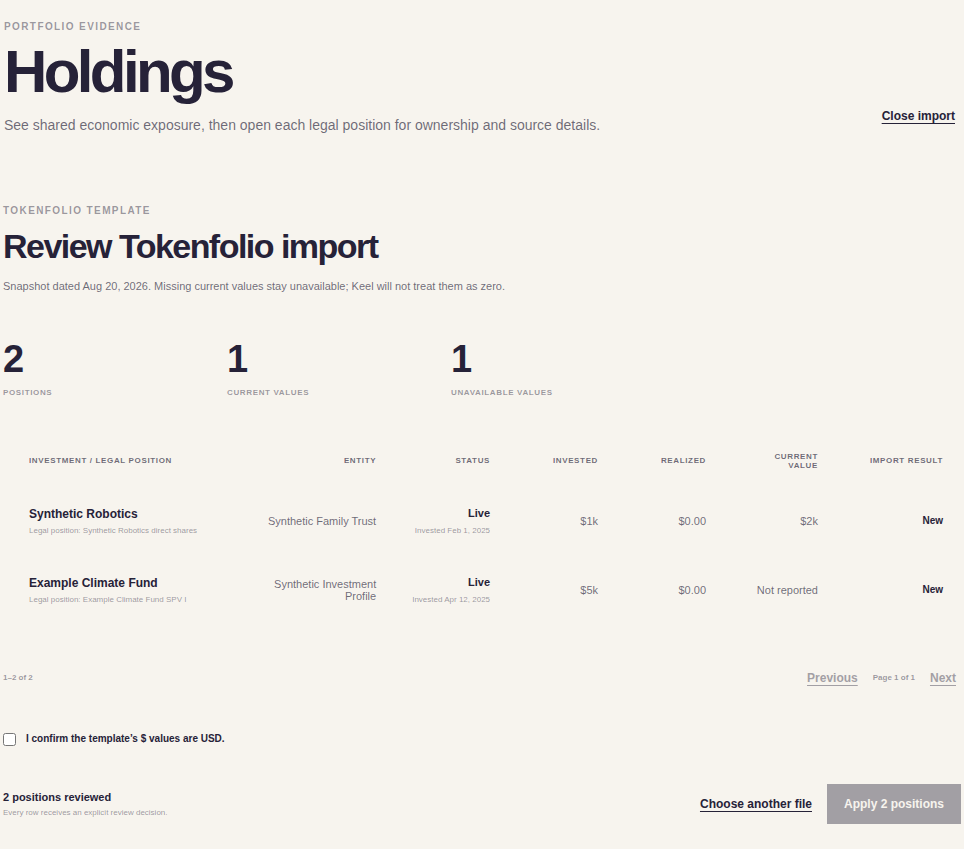 PORTFOLIO EVIDENCE
Holdings
See shared economic exposure, then open each legal position for ownership and source details.
Close import
TOKENFOLIO TEMPLATE
Review Tokenfolio import
Snapshot dated Aug 20, 2026. Missing current values stay unavailable; Keel will not treat them as zero.
2
POSITIONS
1
CURRENT VALUES
1
UNAVAILABLE VALUES
INVESTMENT / LEGAL POSITION
ENTITY
STATUS
INVESTED
REALIZED
CURRENT
VALUE
IMPORT RESULT
Synthetic Robotics
Legal position: Synthetic Robotics direct shares
Synthetic Family Trust
Live
Invested Feb 1, 2025
$1k
$0.00
$2k
New
Example Climate Fund
Legal position: Example Climate Fund SPV I
Synthetic Investment
Profile
Live
Invested Apr 12, 2025
$5k
$0.00
Not reported
New
1–2 of 2
Previous
Page 1 of 1
Next
I confirm the template’s $ values are USD.
2 positions reviewed
Every row receives an explicit review decision.
Choose another file
Apply 2 positions